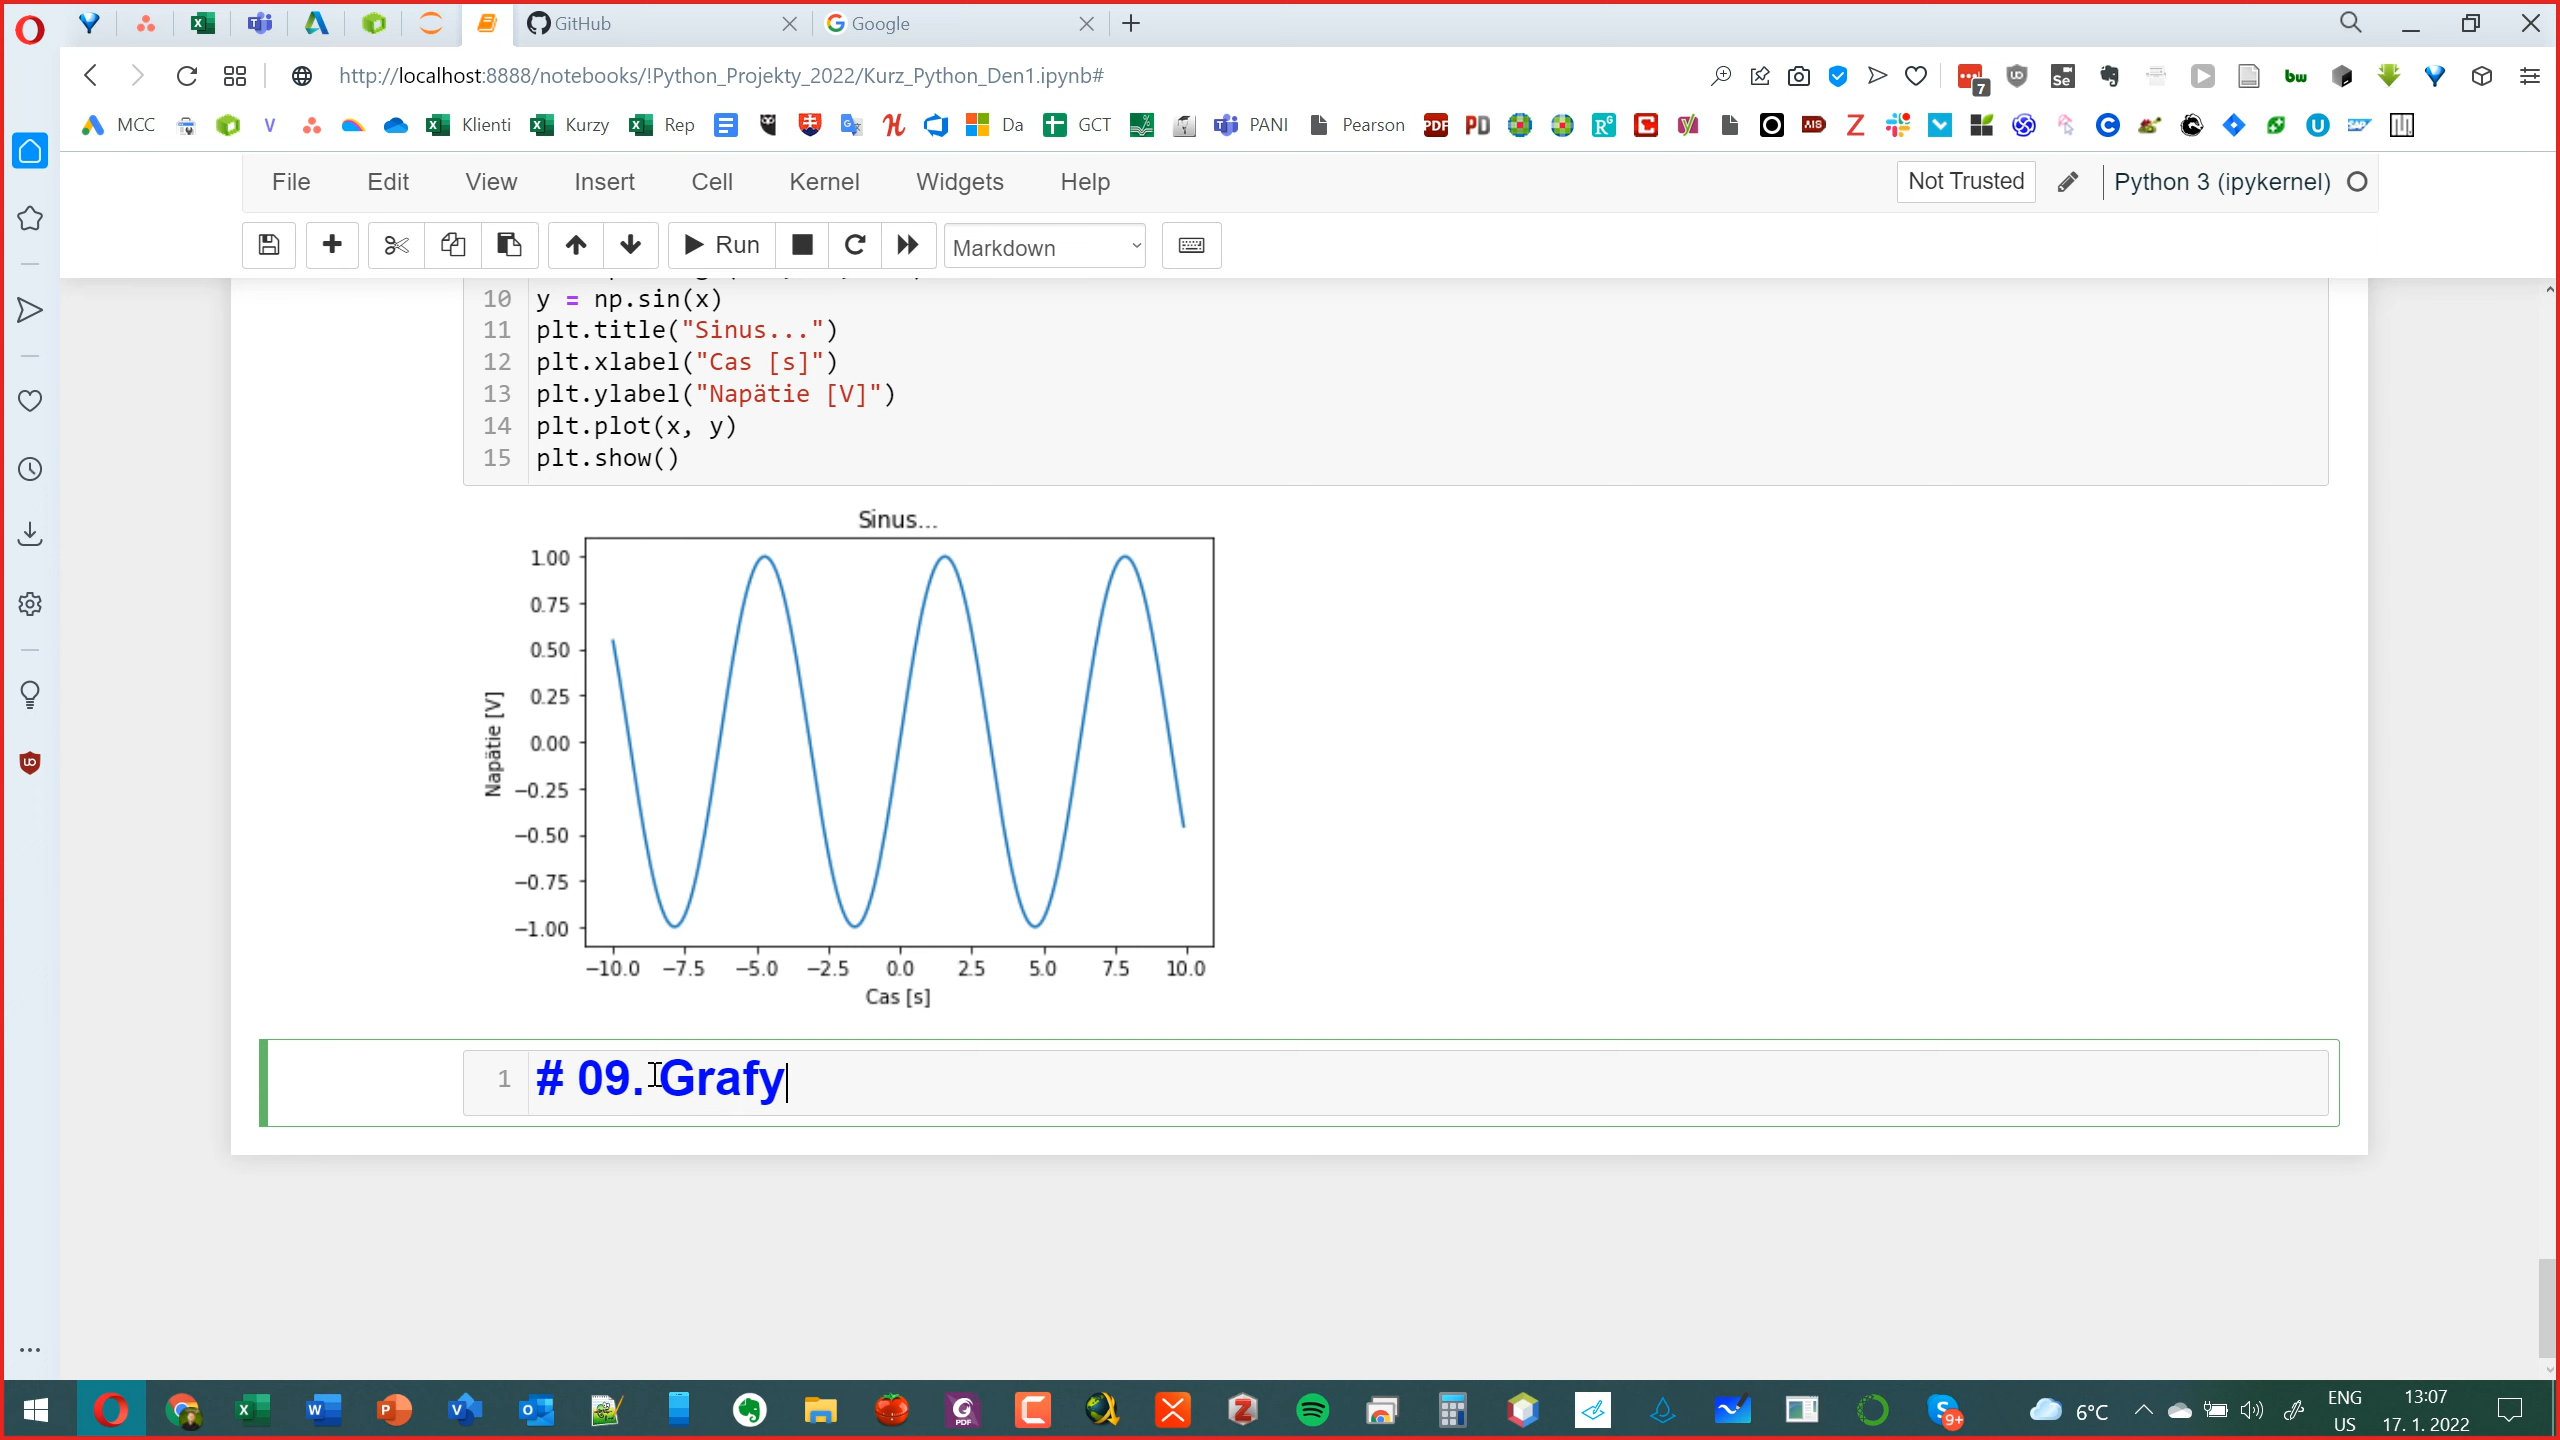 GitHub
Google
http://localhost:8888/notebooks/!Python_Projekty_2022/Kurz_Python_Den1.ipynb#
7
MCC
Klienti
Kurzy
Rep
Da
GCT
PANI
Pearson
File Edit View Insert Cell Kernel Widgets Help
Not Trusted
Python 3 (ipykernel)
Run
Markdown
10 y = np.sin(x)
11 plt.title("Sinus...")
12 plt.xlabel("Cas [s]")
13 plt.ylabel("Napätie [V]")
14 plt.plot(x, y)
15 plt.show()
Sinus...
1.00
0.75
0.50
0.25
0.00
−0.25
−0.50
−0.75
−1.00
Napätie [V]
−10.0 −7.5 −5.0 −2.5 0.0 2.5 5.0 7.5 10.0
Cas [s]
1 # 09. Grafy
6°C
ENG
US
13:07
17. 1. 2022
9+